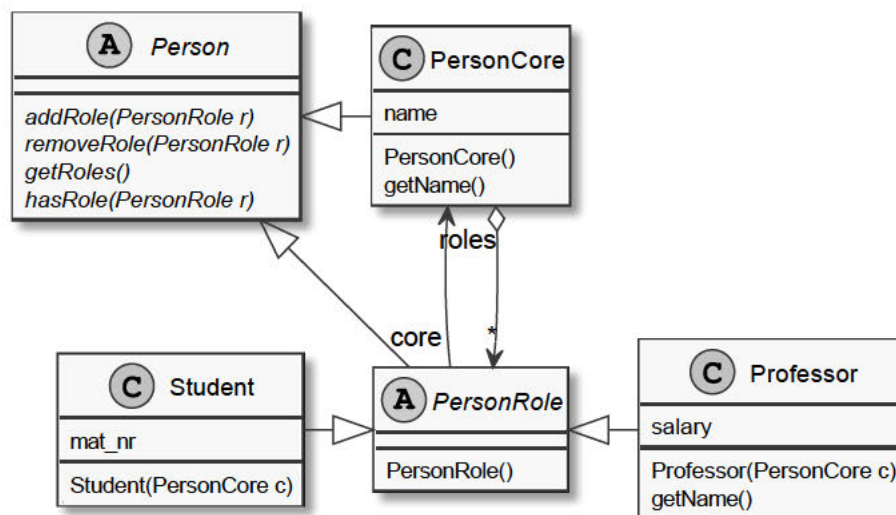 A Person
addRole(PersonRole r)
removeRole(PersonRole r)
getRoles()
hasRole(PersonRole r)
C PersonCore
name
PersonCore()
getName()
roles
core
*
C Student
mat_nr
Student(PersonCore c)
A PersonRole
PersonRole()
C Professor
salary
Professor(PersonCore c)
getName()